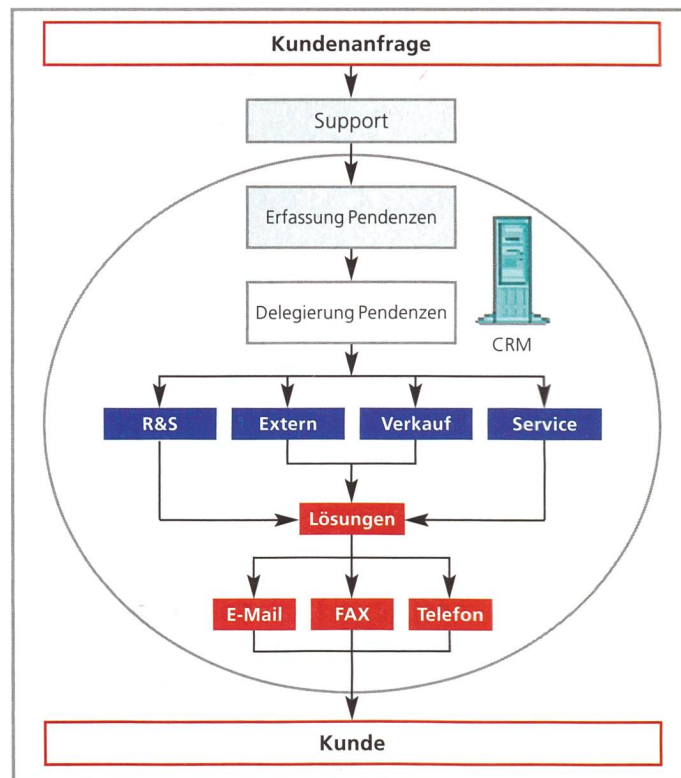 Kundenanfrage
Support
Erfassung Pendenzen
Delegierung Pendenzen
CRM
R&S
Extern
Verkauf
Service
Lösungen
E-Mail
FAX
Telefon
Kunde